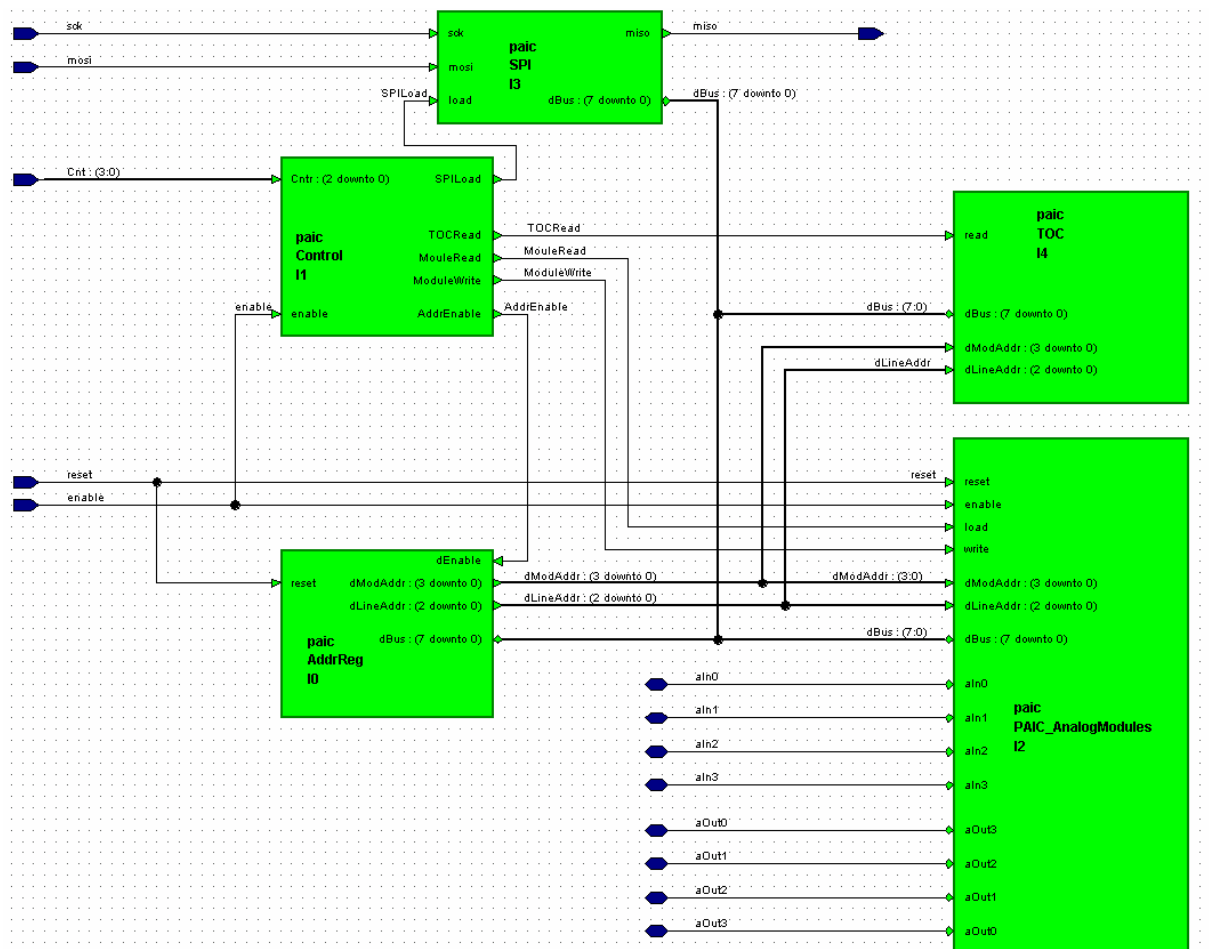 sck
mosi
sck
mosi
load
paic
SPI
I3
miso
dBus : (7 downto 0)
miso
dBus : (7 downto 0)
SPILoad
Cnt : (3:0)
Cntr : (2 downto 0)
SPILoad
paic
Control
I1
TOCRead
MouleRead
ModuleWrite
enable
AddrEnable
enable
TOCRead
MouleRead
ModuleWrite
AddrEnable
paic
TOC
I4
read
dBus : (7:0)
dBus : (7 downto 0)
dModAddr : (3 downto 0)
dLineAddr
dLineAddr : (2 downto 0)
reset
enable
reset
reset
enable
load
write
dEnable
reset
dModAddr : (3 downto 0)
dLineAddr : (2 downto 0)
dBus : (7 downto 0)
paic
AddrReg
I0
dModAddr : (3 downto 0)
dLineAddr : (2 downto 0)
dModAddr : (3:0)
dBus : (7:0)
dModAddr : (3 downto 0)
dLineAddr : (2 downto 0)
dBus : (7 downto 0)
aIn0
aIn1
aIn2
aIn3
aOut0
aOut1
aOut2
aOut3
aIn0
aIn1
aIn2
aIn3
paic
PAIC_AnalogModules
I2
aOut3
aOut2
aOut1
aOut0